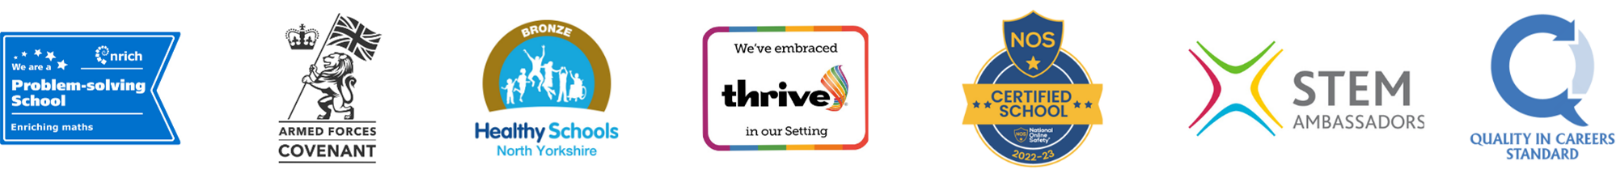 nrich
We are a
Problem-solving
School
Enriching maths
ARMED FORCES
COVENANT
BRONZE
Healthy Schools
North Yorkshire
We've embraced
thrive
in our Setting
NOS
CERTIFIED
SCHOOL
NOS
National
Online
Safety
2022-23
STEM
AMBASSADORS
QUALITY IN CAREERS
STANDARD